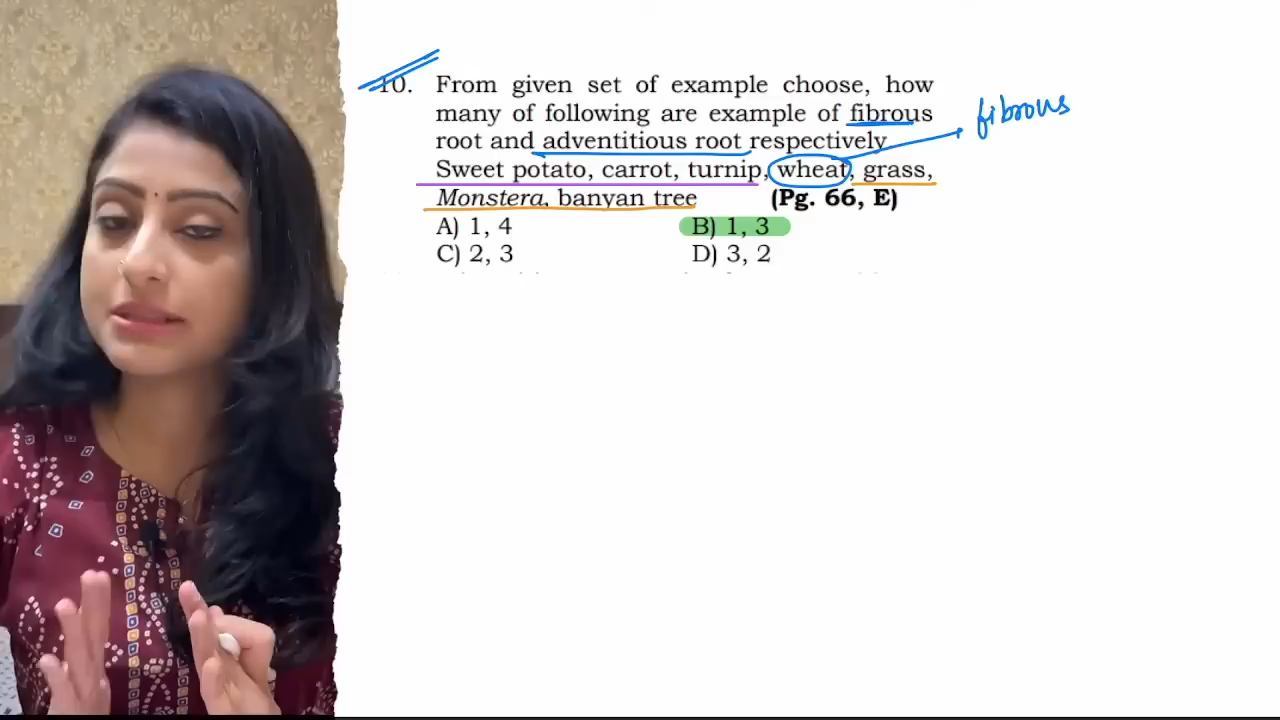 10. From given set of example choose, how
many of following are example of fibrous
root and adventitious root respectively
Sweet potato, carrot, turnip, wheat, grass,
Monstera, banyan tree (Pg. 66, E)
A) 1, 4 B) 1, 3
C) 2, 3 D) 3, 2
fibrous